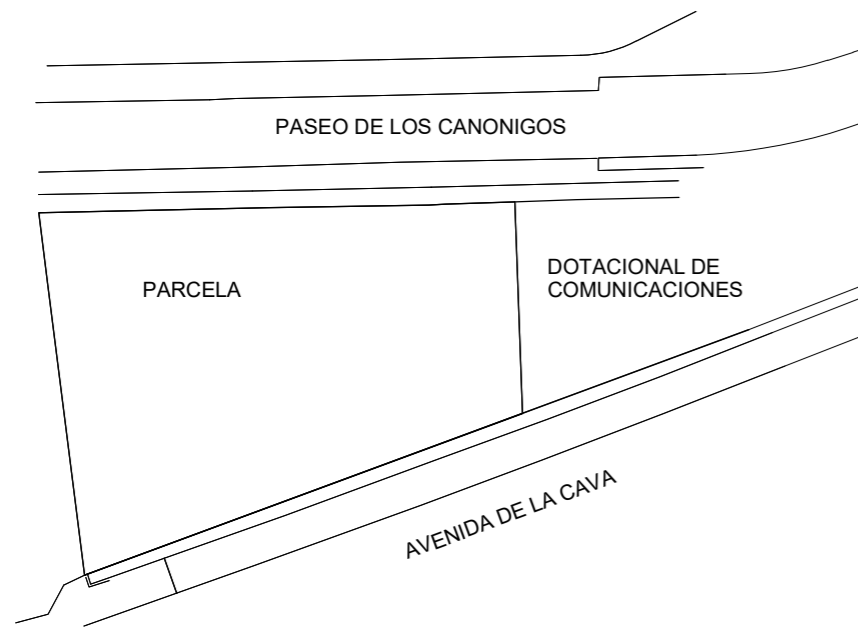 PASEO DE LOS CANONIGOS
PARCELA
DOTACIONAL DE
COMUNICACIONES
AVENIDA DE LA CAVA